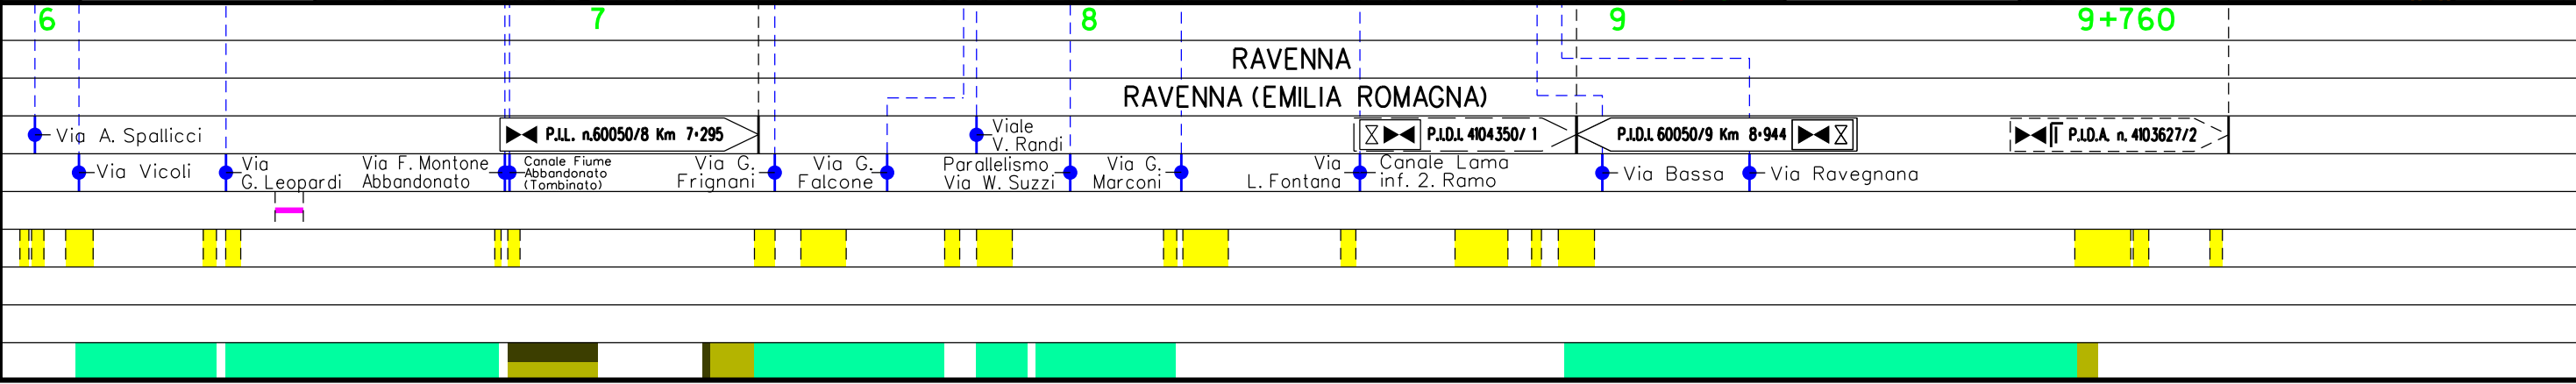 6 7 8 9 9+760
RAVENNA
RAVENNA (EMILIA ROMAGNA)
Via A. Spallicci
P.I.L. n.60050/8 Km 7+295
Viale
V. Randi
P.I.D.I. 4104350/ 1
P.I.D.I. 60050/9 Km 8+944
P.I.D.A. n. 4103627/2
Via Vicoli
Via
G. Leopardi
Via F. Montone
Abbandonato
Canale Fiume
Abbandonato
(Tombinato)
Via G.
Frignani
Via G.
Falcone
Parallelismo
Via W. Suzzi
Via G.
Marconi
Via
L. Fontana
Canale Lama
inf. 2. Ramo
Via Bassa
Via Ravegnana